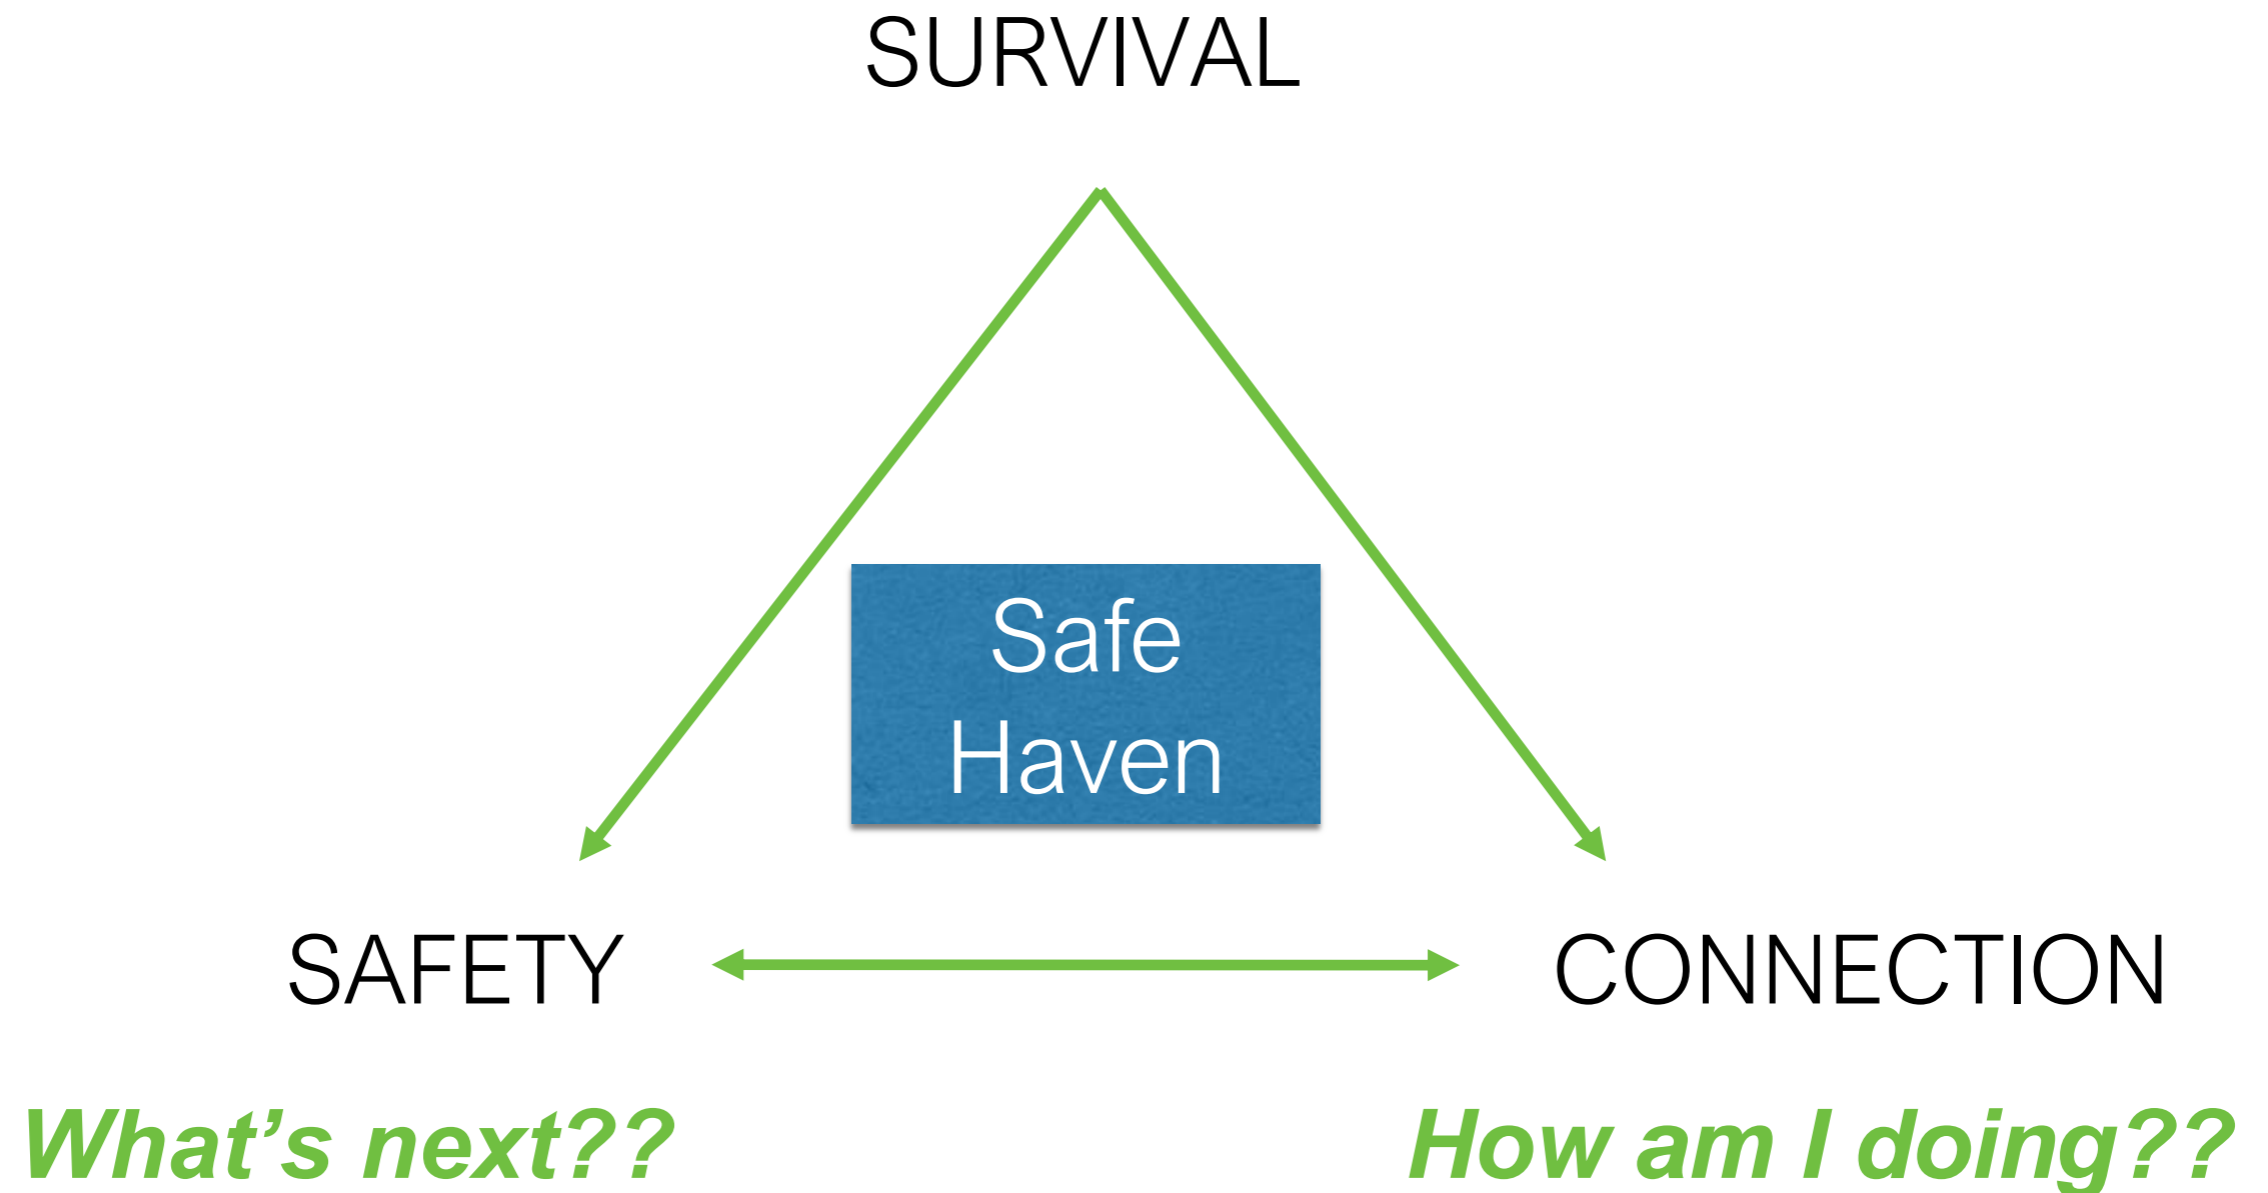 SURVIVAL
Safe
Haven
SAFETY
CONNECTION
What’s next??
How am I doing??